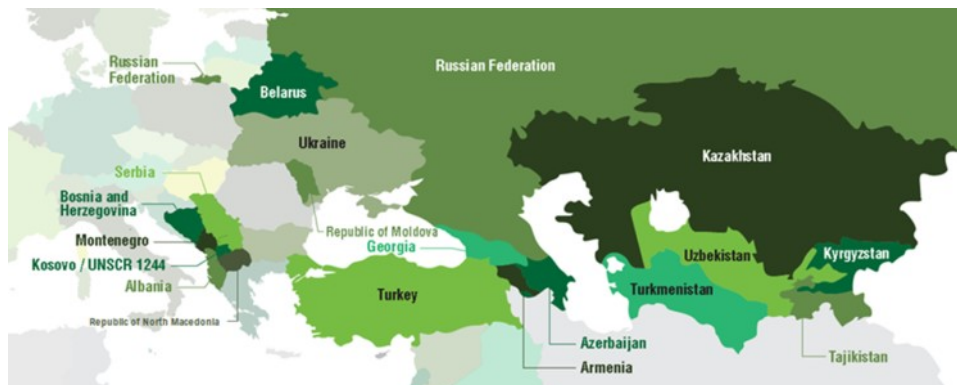 Russian
Federation
Russian Federation
Belarus
Ukraine
Kazakhstan
Serbia
Bosnia and
Herzegovina
Republic of Moldova
Montenegro
Georgia
Kosovo / UNSCR 1244
Uzbekistan
Kyrgyzstan
Albania
Turkey
Turkmenistan
Republic of North Macedonia
Azerbaijan
Tajikistan
Armenia